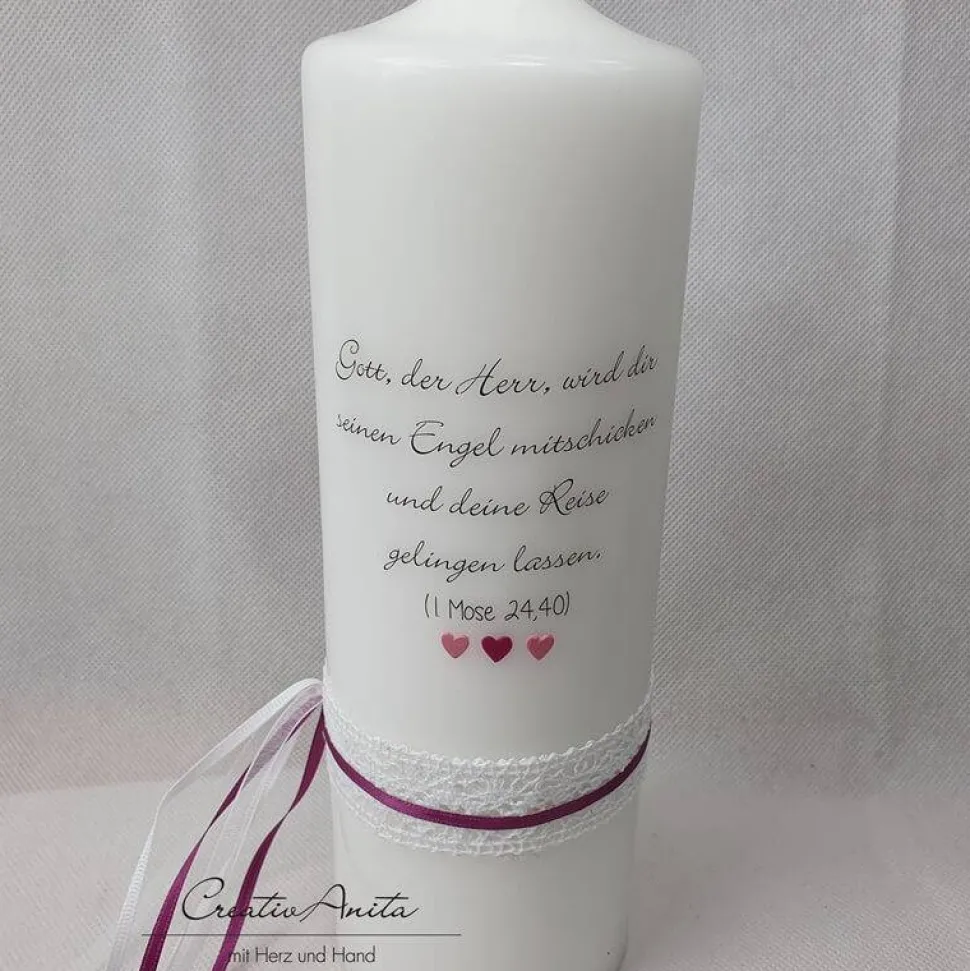 Gott, der Herr, wird dir
seinen Engel mitschicken
und deine Reise
gelingen lassen.
(1 Mose 24,40)
CreativAnita
mit Herz und Hand